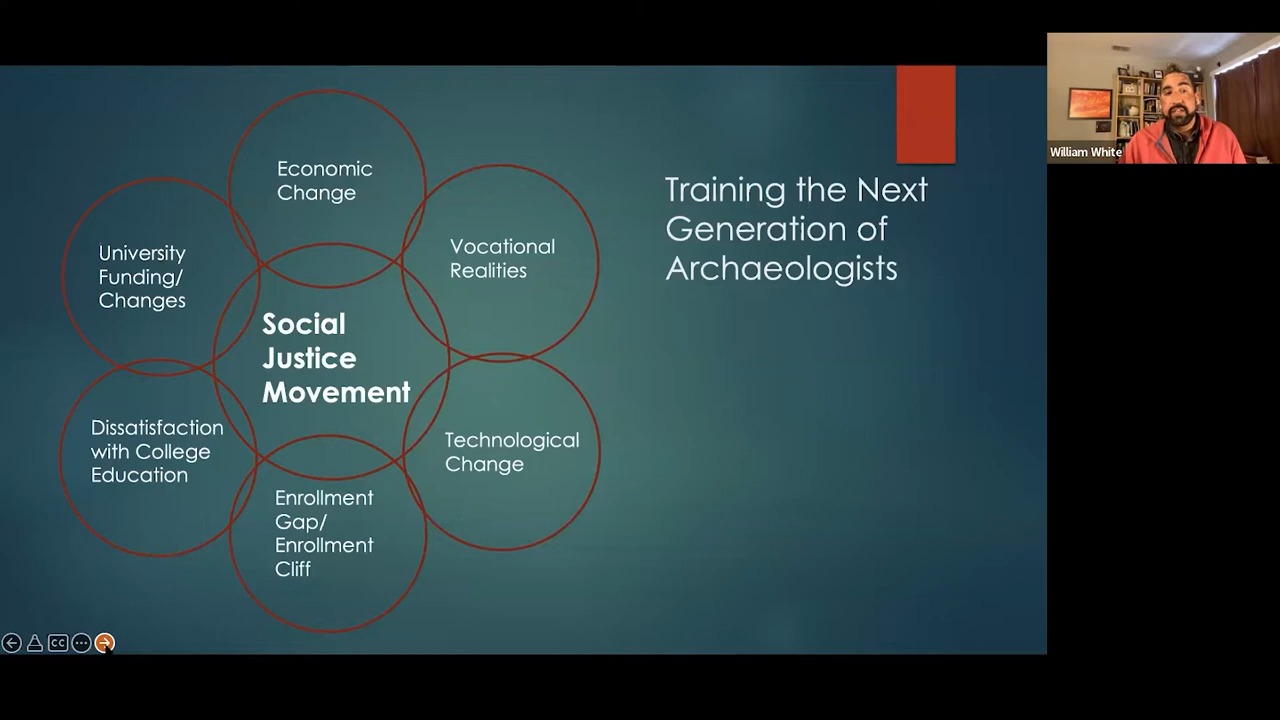 Training the Next
Generation of
Archaeologists
Economic
Change
Vocational
Realities
Technological
Change
Enrollment
Gap/
Enrollment
Cliff
Dissatisfaction
with College
Education
University
Funding/
Changes
Social
Justice
Movement
William White
CC